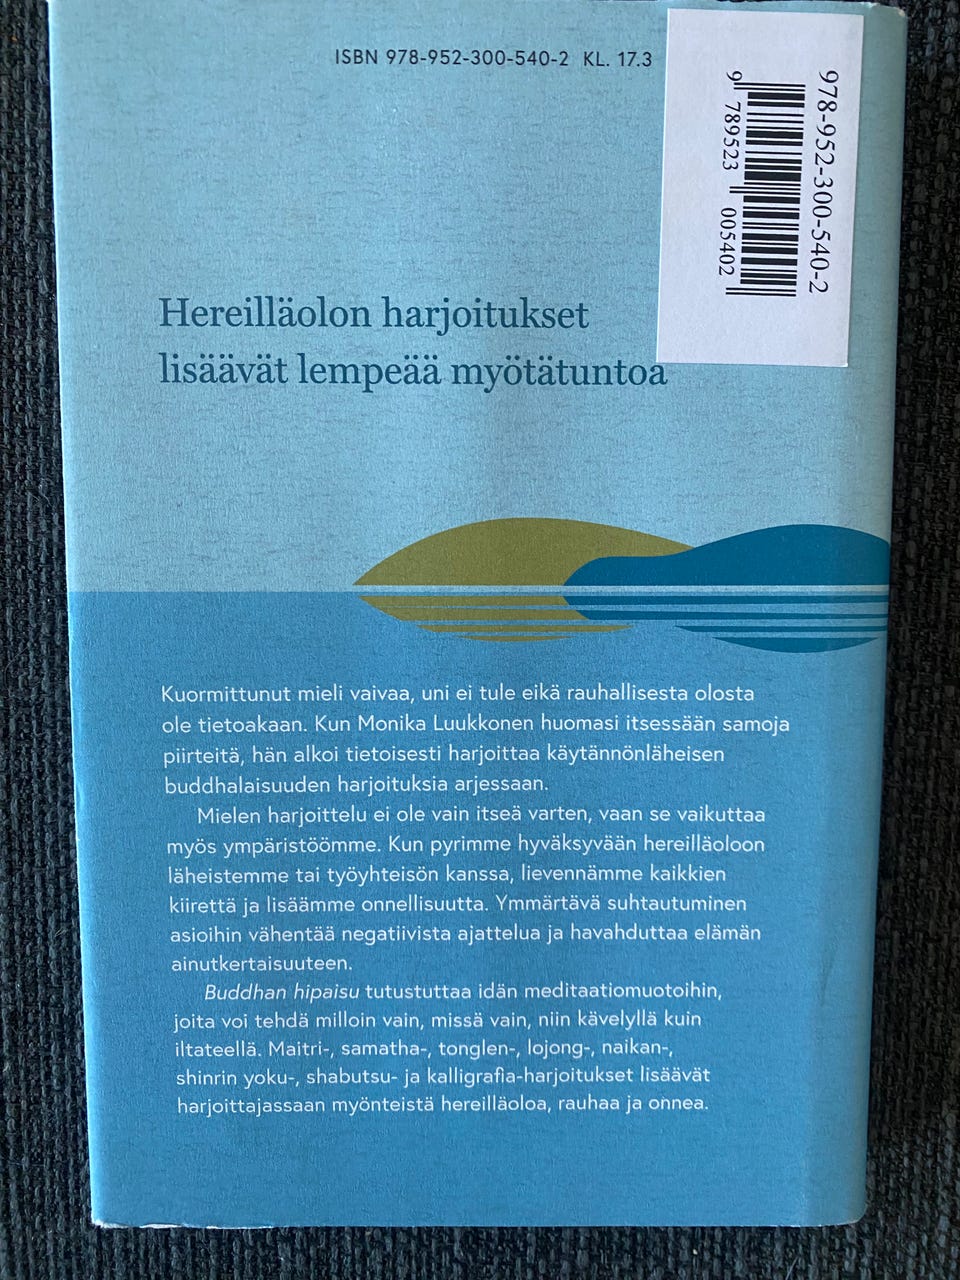 ISBN 978-952-300-540-2 KL. 17.3
978-952-300-540-2
9 789523 005402
Hereilläolon harjoitukset
lisäävät lempeää myötätuntoa
Kuormittunut mieli vaivaa, uni ei tule eikä rauhallisesta olosta
ole tietoakaan. Kun Monika Luukkonen huomasi itsessään samoja
piirteitä, hän alkoi tietoisesti harjoittaa käytännönläheisen
buddhalaisuuden harjoituksia arjessaan.
Mielen harjoittelu ei ole vain itseä varten, vaan se vaikuttaa
myös ympäristöömme. Kun pyrimme hyväksyvään hereilläoloon
läheistemme tai työyhteisön kanssa, lievennämme kaikkien
kiirettä ja lisäämme onnellisuutta. Ymmärtävä suhtautuminen
asioihin vähentää negatiivista ajattelua ja havahduttaa elämän
ainutkertaisuuteen.
Buddhan hipaisu tutustuttaa idän meditaatiomuotoihin,
joita voi tehdä milloin vain, missä vain, niin kävelyllä kuin
iltateellä. Maitri-, samatha-, tonglen-, lojong-, naikan-,
shinrin yoku-, shabutsu- ja kalligrafia-harjoitukset lisäävät
harjoittajassaan myönteistä hereilläoloa, rauhaa ja onnea.